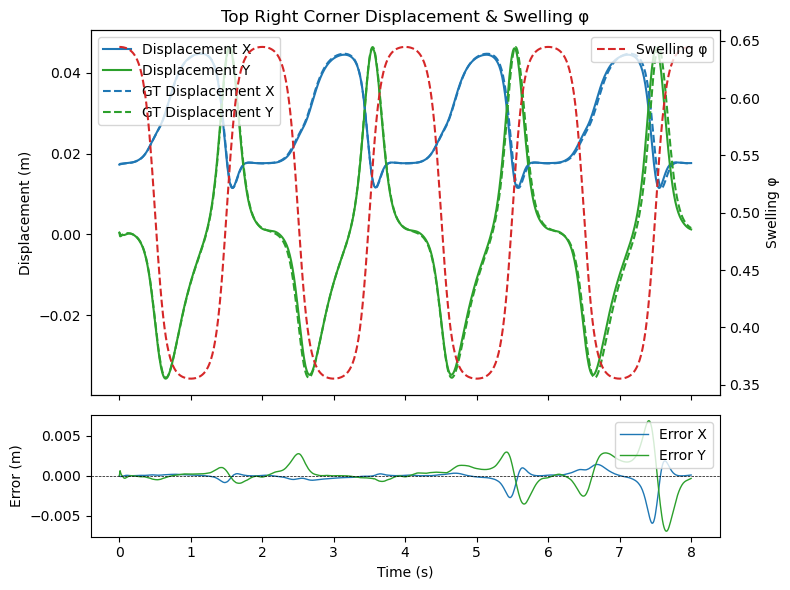 Top Right Corner Displacement & Swelling φ
Displacement X
Displacement Y
GT Displacement X
GT Displacement Y
Swelling φ
Displacement (m)
0.04
0.02
0.00
−0.02
Swelling φ
0.65
0.60
0.55
0.50
0.45
0.40
0.35
Error (m)
0.005
0.000
−0.005
Error X
Error Y
0 1 2 3 4 5 6 7 8
Time (s)